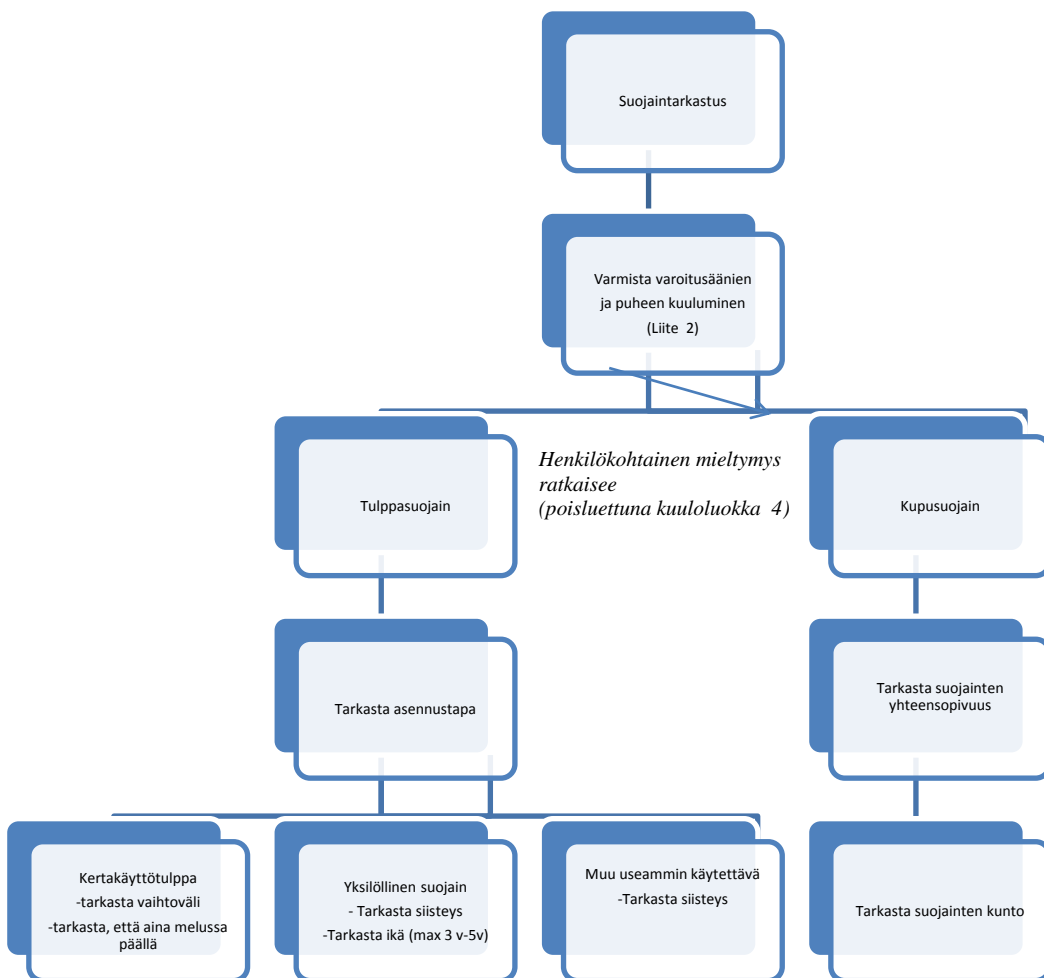 Suojaintarkastus
Varmista varoitusäänien
ja puheen kuuluminen
(Liite 2)
Henkilökohtainen mieltymys
ratkaisee
(poisluettuna kuuloluokka 4)
Tulppasuojain
Kupusuojain
Tarkasta asennustapa
Tarkasta suojainten
yhteensopivuus
Kertakäyttötulppa
-tarkasta vaihtoväli
-tarkasta, että aina melussa
päällä
Yksilöllinen suojain
- Tarkasta siisteys
-Tarkasta ikä (max 3 v-5v)
Muu useammin käytettävä
-Tarkasta siisteys
Tarkasta suojainten kunto